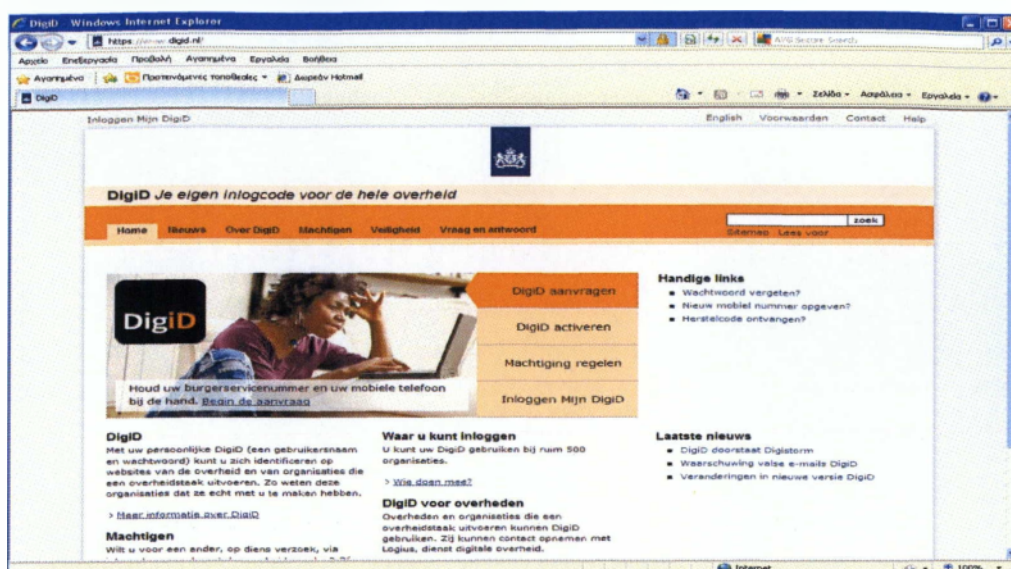 DigiD Windows Internet Explorer
https://www.digid.nl/
AVG Secure Search
Αρχείο Επεξεργασία Προβολή Αγαπημένα Εργαλεία Βοήθεια
Αγαπημένα Προτεινόμενες τοποθεσίες Δωρεάν Hotmail
DigiD
Σελίδα Ασφάλεια Εργαλεία
Inloggen Mijn DigiD
English Voorwaarden Contact Help
DigiD Je eigen inlogcode voor de hele overheid
Home Nieuws Over DigiD Machtigen Veiligheid Vraag en antwoord
zoek
Sitemap Lees voor
DigiD
DigiD aanvragen
DigiD activeren
Machtiging regelen
Inloggen Mijn DigiD
Houd uw burgerservicenummer en uw mobiele telefoon
bij de hand. Begin de aanvraag
Handige links
Wachtwoord vergeten?
Nieuw mobiel nummer opgeven?
Herstelcode ontvangen?
DigiD
Met uw persoonlijke DigiD (een gebruikersnaam
en wachtwoord) kunt u zich identificeren op
websites van de overheid en van organisaties die
een overheidstaak uitvoeren. Zo weten deze
organisaties dat ze echt met u te maken hebben.
> Meer informatie over DigiD
Machtigen
Wilt u voor een ander, op diens verzoek, via
Waar u kunt inloggen
U kunt uw DigiD gebruiken bij ruim 500
organisaties.
> Wie doen mee?
DigiD voor overheden
Overheden en organisaties die een
overheidstaak uitvoeren kunnen DigiD
gebruiken. Zij kunnen contact opnemen met
Logius, dienst digitale overheid.
Laatste nieuws
DigiD doorstaat Digistorm
Waarschuwing valse e-mails DigiD
Veranderingen in nieuwe versie DigiD
Internet
100%